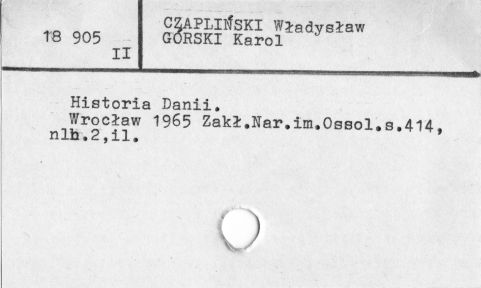 18 905
II
CZAPLIŃSKI Władysław
GÓRSKI Karol
Historia Danii.
Wrocław 1965 Zakł.Nar.im.Ossol.s.414,
nlb.2,il.